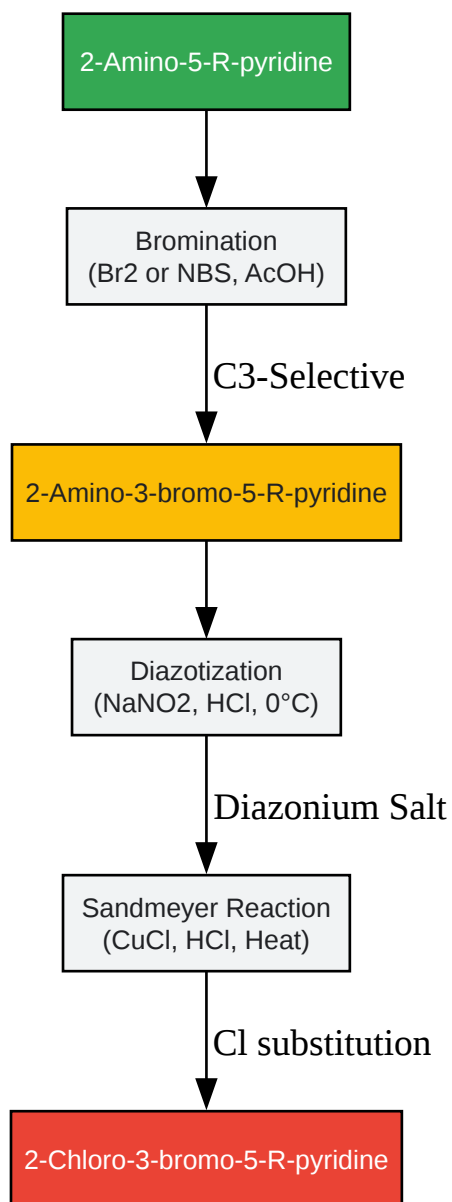 2-Amino-5-R-pyridine
Bromination
(Br2 or NBS, AcOH)
C3-Selective
2-Amino-3-bromo-5-R-pyridine
Diazotization
(NaNO2, HCl, 0°C)
Diazonium Salt
Sandmeyer Reaction
(CuCl, HCl, Heat)
Cl substitution
2-Chloro-3-bromo-5-R-pyridine